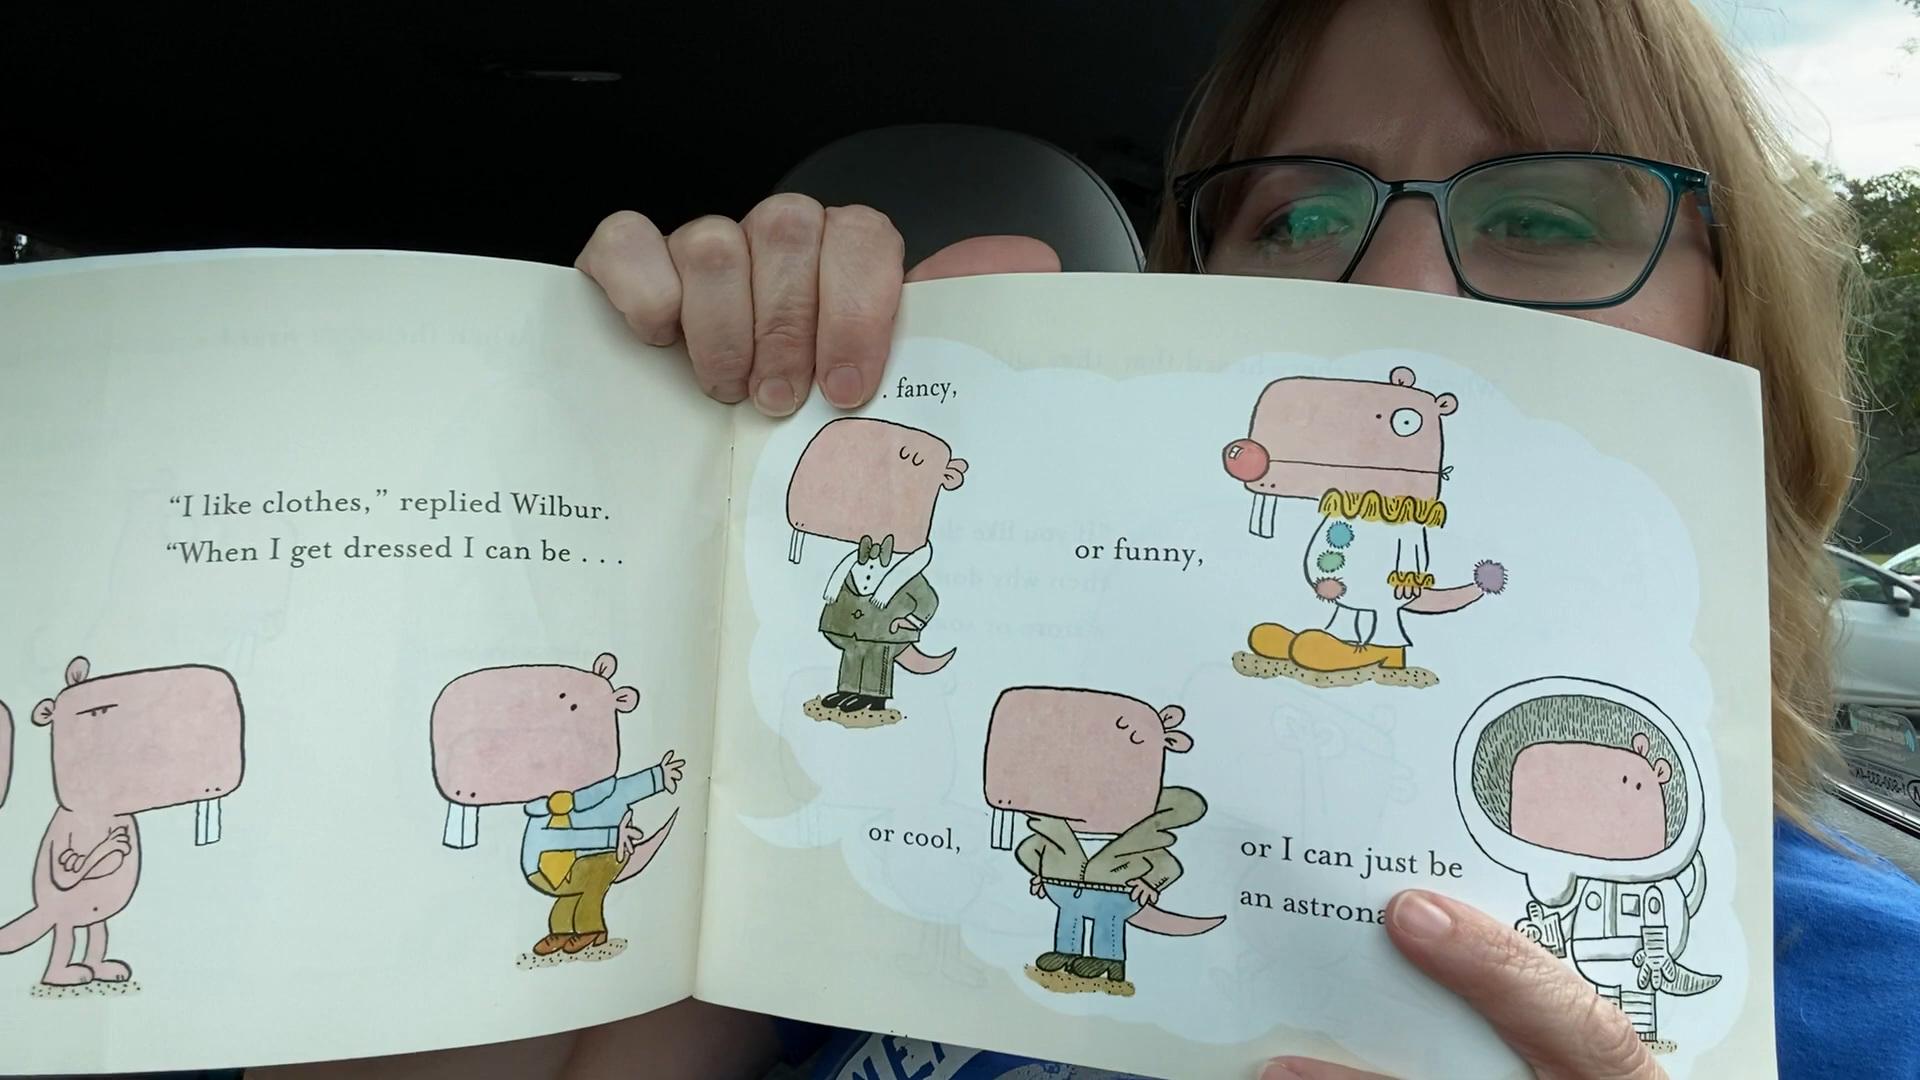 “I like clothes,” replied Wilbur.
“When I get dressed I can be . . .
. fancy,
or funny,
or cool,
or I can just be
an astrona